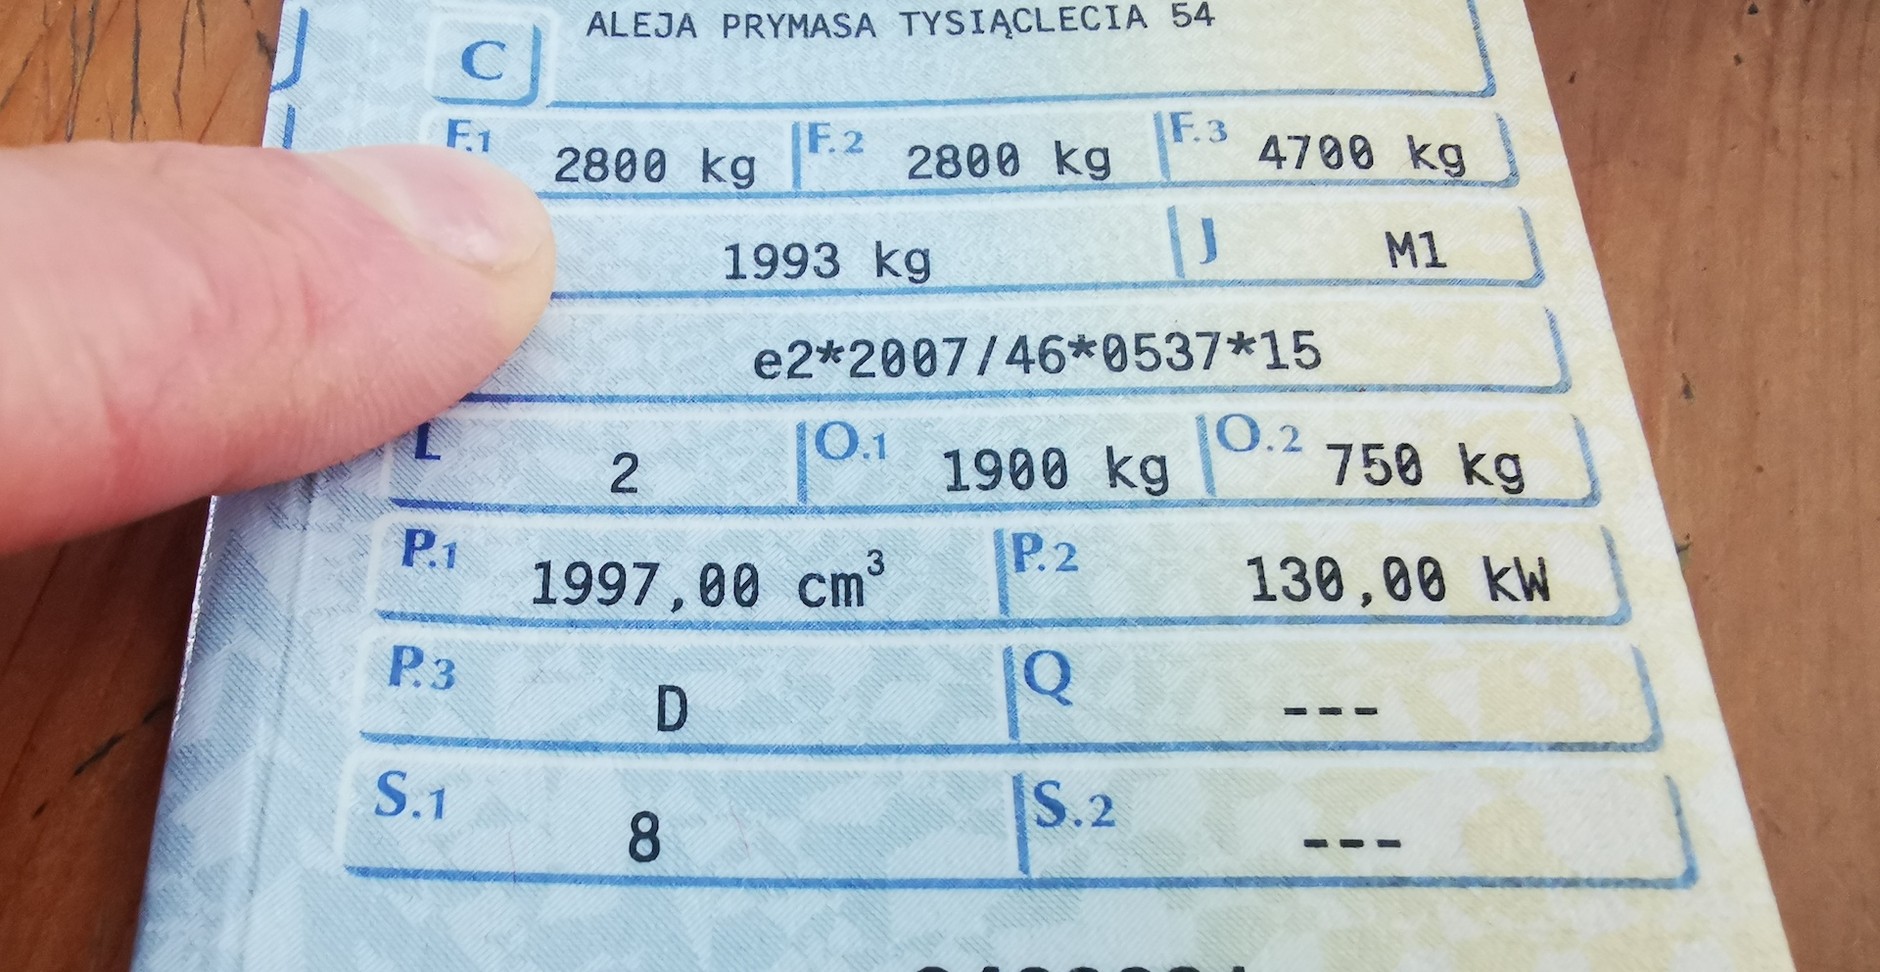 ALEJA PRYMASA TYSIĄCLECIA 54
C
F.1 2800 kg F.2 2800 kg F.3 4700 kg
1993 kg J M1
e2*2007/46*0537*15
L 2 O.1 1900 kg O.2 750 kg
P.1 1997,00 cm³ P.2 130,00 kW
P.3 D Q ---
S.1 8 S.2 ---